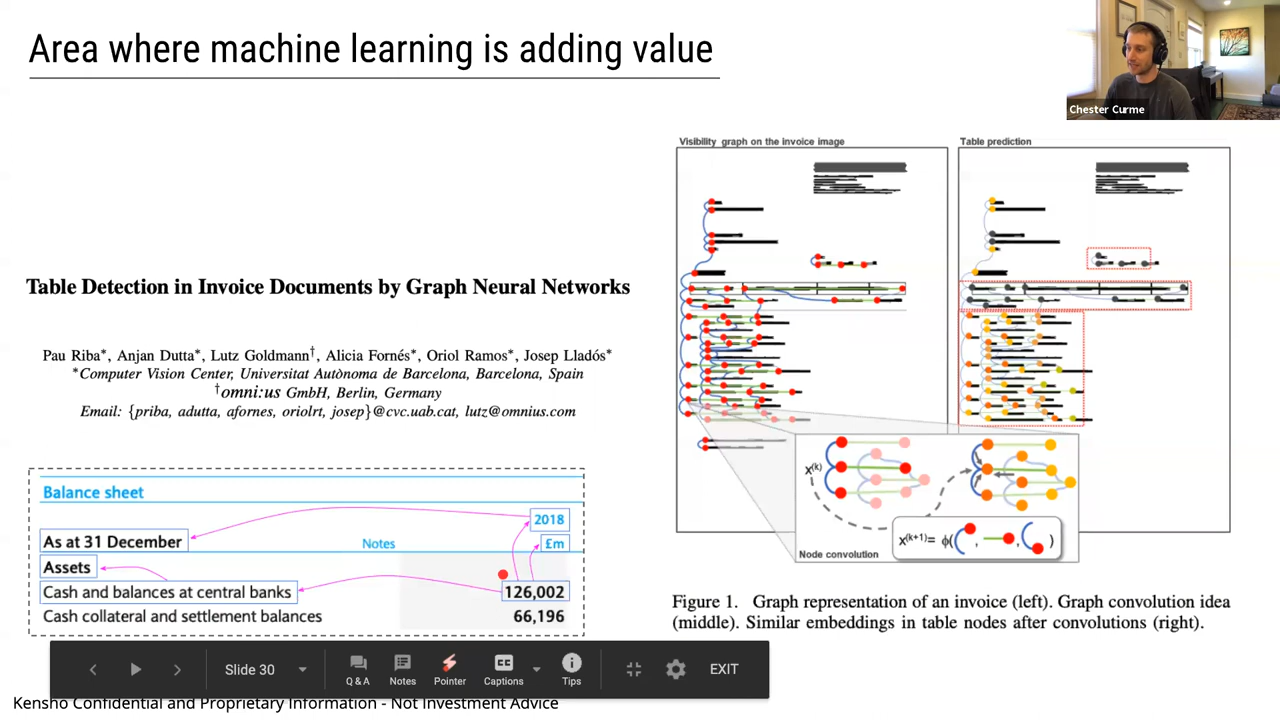 Area where machine learning is adding value
Chester Curme
Table Detection in Invoice Documents by Graph Neural Networks
Pau Riba*, Anjan Dutta*, Lutz Goldmann†, Alicia Fornés*, Oriol Ramos*, Josep Lladós*
*Computer Vision Center, Universitat Autònoma de Barcelona, Barcelona, Spain
†omni:us GmbH, Berlin, Germany
Email: {priba, adutta, afornes, oriolrt, josep}@cvc.uab.cat, lutz@omnius.com
Balance sheet
2018
As at 31 December Notes £m
Assets
Cash and balances at central banks 126,002
Cash collateral and settlement balances 66,196
Visibility graph on the invoice image
Table prediction
x(k)
x(k+1)= ϕ( , , )
Node convolution
Figure 1. Graph representation of an invoice (left). Graph convolution idea
(middle). Similar embeddings in table nodes after convolutions (right).
Slide 30
Q & A
Notes
Pointer
CC
Captions
Tips
EXIT
Kensho Confidential and Proprietary Information - Not Investment Advice